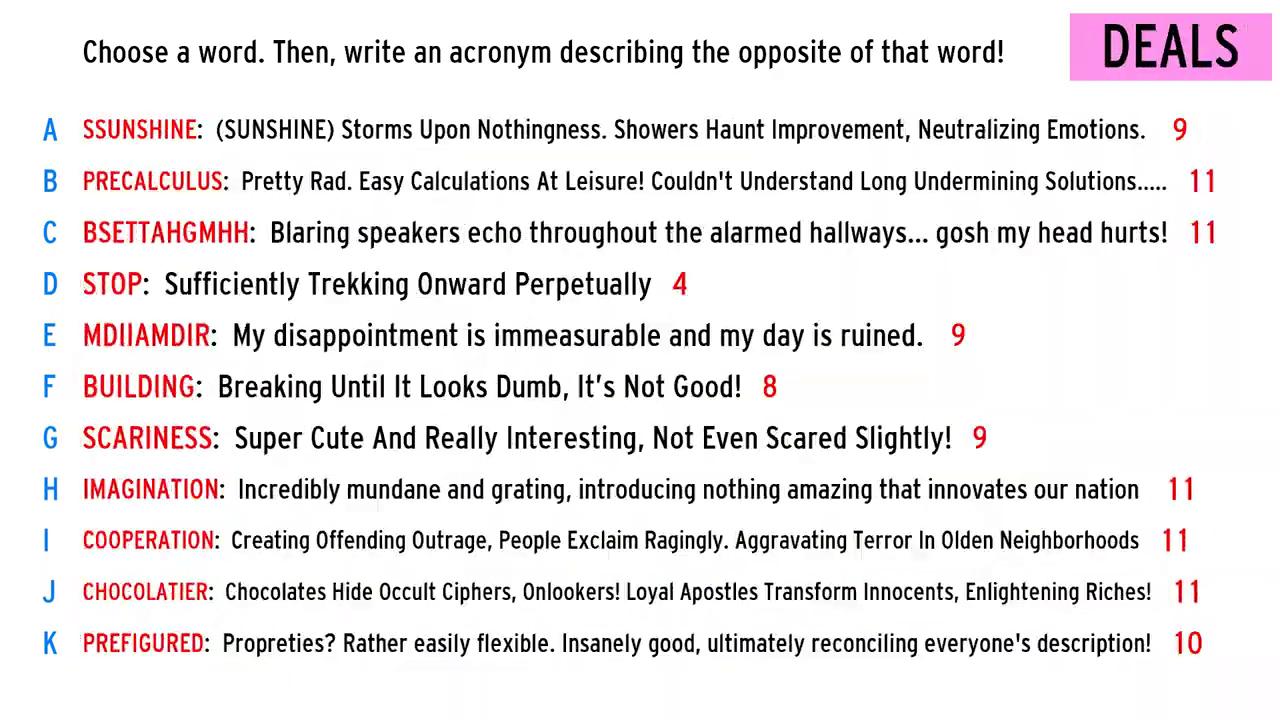 Choose a word. Then, write an acronym describing the opposite of that word!
DEALS
A SSUNSHINE: (SUNSHINE) Storms Upon Nothingness. Showers Haunt Improvement, Neutralizing Emotions. 9
B PRECALCULUS: Pretty Rad. Easy Calculations At Leisure! Couldn't Understand Long Undermining Solutions..... 11
C BSETTAHGMHH: Blaring speakers echo throughout the alarmed hallways... gosh my head hurts! 11
D STOP: Sufficiently Trekking Onward Perpetually 4
E MDIIAMDIR: My disappointment is immeasurable and my day is ruined. 9
F BUILDING: Breaking Until It Looks Dumb, It's Not Good! 8
G SCARINESS: Super Cute And Really Interesting, Not Even Scared Slightly! 9
H IMAGINATION: Incredibly mundane and grating, introducing nothing amazing that innovates our nation 11
I COOPERATION: Creating Offending Outrage, People Exclaim Ragingly. Aggravating Terror In Olden Neighborhoods 11
J CHOCOLATIER: Chocolates Hide Occult Ciphers, Onlookers! Loyal Apostles Transform Innocents, Enlightening Riches! 11
K PREFIGURED: Propreties? Rather easily flexible. Insanely good, ultimately reconciling everyone's description! 10